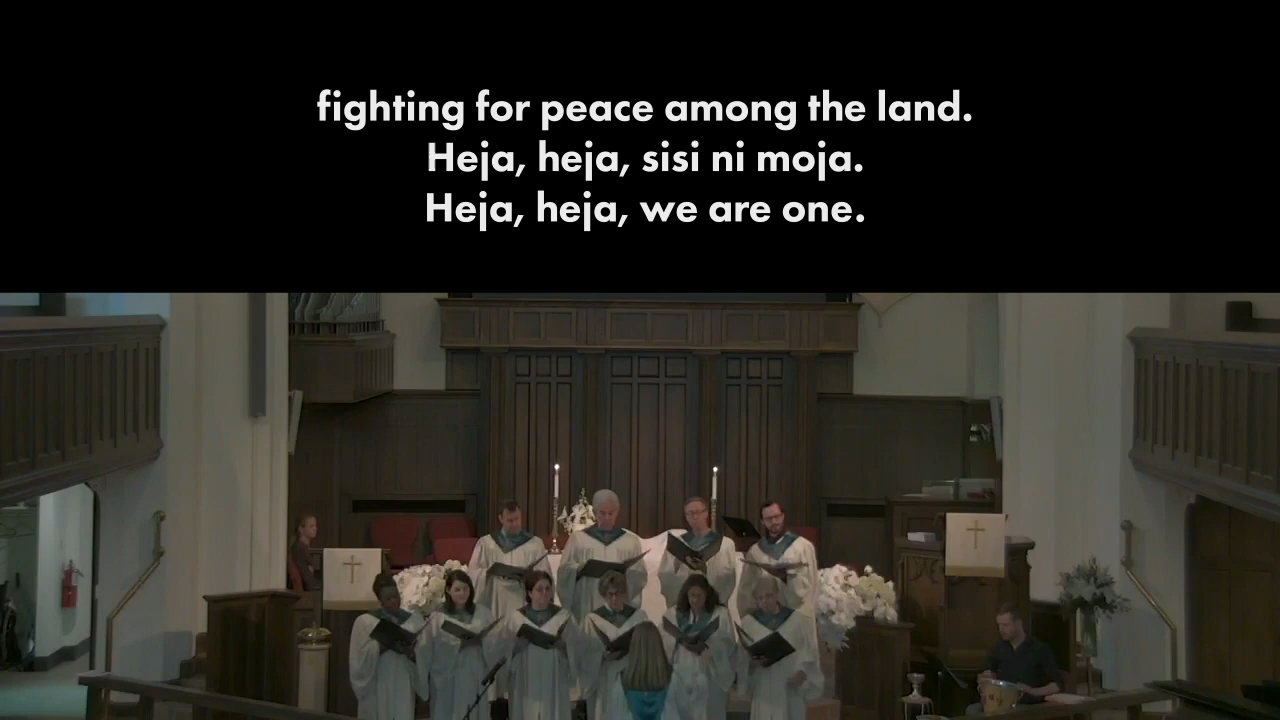 fighting for peace among the land.
Heja, heja, sisi ni moja.
Heja, heja, we are one.